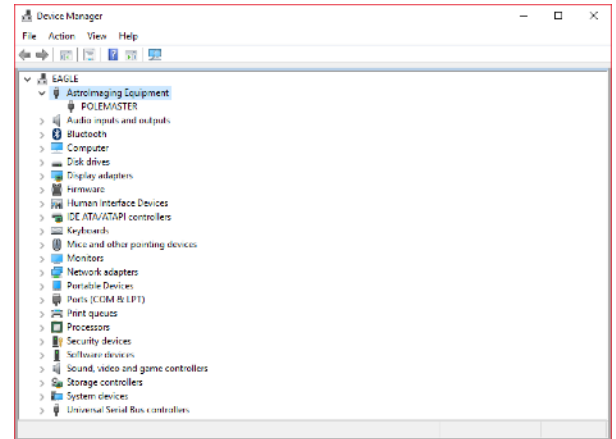 Device Manager
File Action View Help
EAGLE
AstroImaging Equipment
POLEMASTER
Audio inputs and outputs
Bluetooth
Computer
Disk drives
Display adapters
Firmware
Human Interface Devices
IDE ATA/ATAPI controllers
Keyboards
Mice and other pointing devices
Monitors
Network adapters
Portable Devices
Ports (COM & LPT)
Print queues
Processors
Security devices
Software devices
Sound, video and game controllers
Storage controllers
System devices
Universal Serial Bus controllers